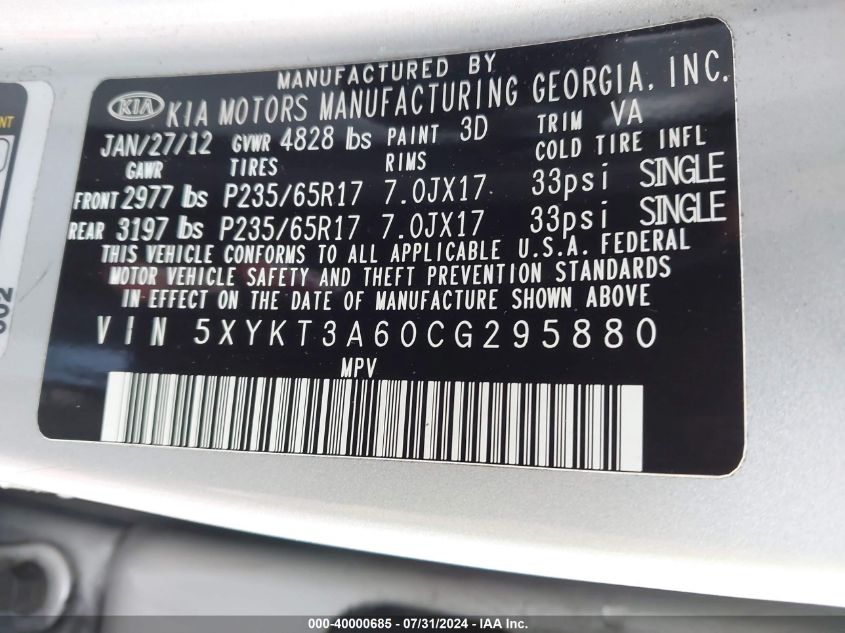 MANUFACTURED BY
KIA KIA MOTORS MANUFACTURING GEORGIA, INC.
JAN/27/12 GVWR 4828 lbs PAINT 3D TRIM VA
GAWR TIRES RIMS COLD TIRE INFL
FRONT 2977 lbs P235/65R17 7.0JX17 33psi SINGLE
REAR 3197 lbs P235/65R17 7.0JX17 33psi SINGLE
THIS VEHICLE CONFORMS TO ALL APPLICABLE U.S.A. FEDERAL
MOTOR VEHICLE SAFETY AND THEFT PREVENTION STANDARDS
IN EFFECT ON THE DATE OF MANUFACTURE SHOWN ABOVE
VIN 5XYKT3A60CG295880
MPV
002
000-40000685 - 07/31/2024 - IAA Inc.